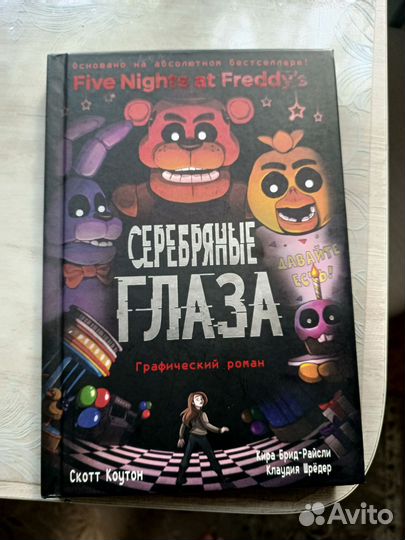 Основано на абсолютном бестселлере!
Five Nights at Freddy's
СЕРЕБРЯНЫЕ
ГЛАЗА
ДАВАЙТЕ
ЕСТЬ!
Графический роман
Скотт Коутон
Кира Брид-Райсли
Клаудия Шрёдер
Avito